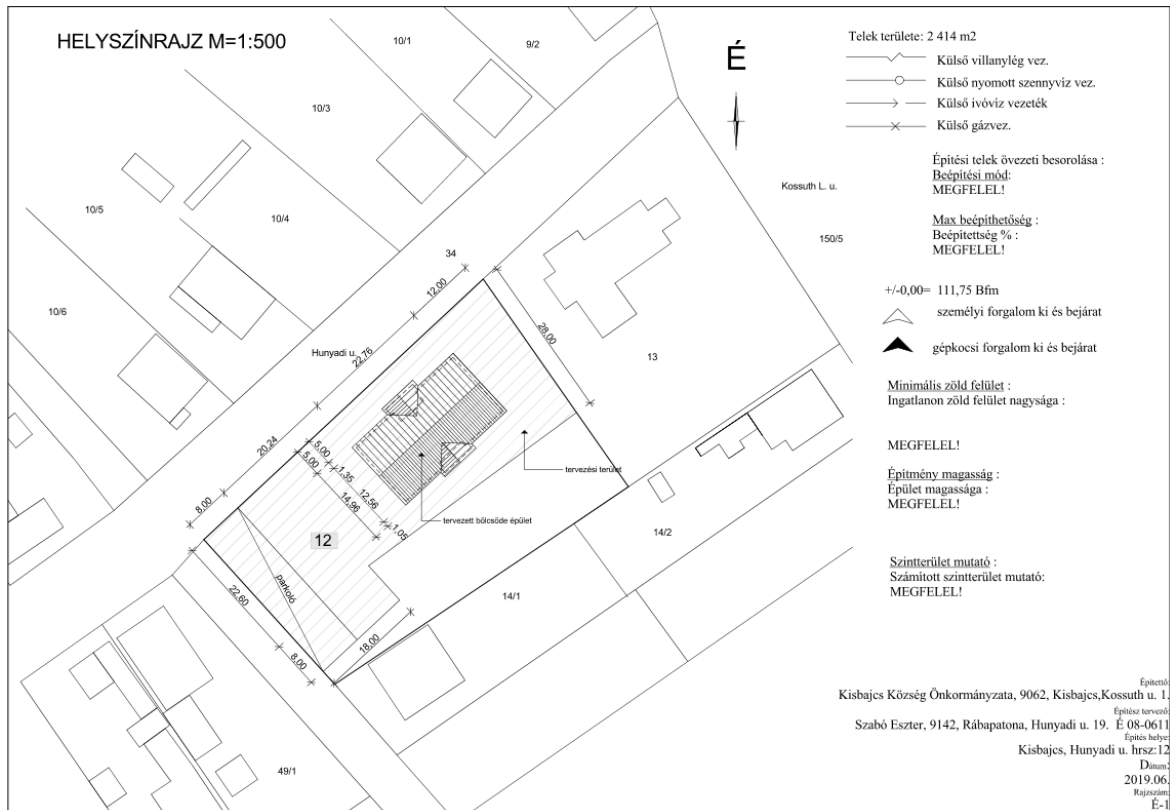 HELYSZÍNRAJZ M=1:500
É
10/1
9/2
10/3
10/5
10/4
10/6
34
Kossuth L. u.
150/5
12,00
Hunyadi u.
22,76
28,00
13
20,24
5,00
5,00
1,35
12,56
14,96
1,05
8,00
tervezési terület
tervezett bölcsőde épület
12
14/2
parkoló
22,60
14/1
18,00
8,00
49/1
Telek területe: 2 414 m2
Külső villanylég vez.
Külső nyomott szennyvíz vez.
Külső ivóvíz vezeték
Külső gázvez.
Építési telek övezeti besorolása :
Beépítési mód:
MEGFELEL!
Max beépíthetőség :
Beépítettség % :
MEGFELEL!
+/-0,00= 111,75 Bfm
személyi forgalom ki és bejárat
gépkocsi forgalom ki és bejárat
Minimális zöld felület :
Ingatlanon zöld felület nagysága :
MEGFELEL!
Építmény magasság :
Épület magassága :
MEGFELEL!
Szintterület mutató :
Számított szintterület mutató:
MEGFELEL!
Építtető:
Kisbajcs Község Önkormányzata, 9062, Kisbajcs,Kossuth u. 1.
Építész tervező:
Szabó Eszter, 9142, Rábapatona, Hunyadi u. 19. É 08-0611
Építés helye:
Kisbajcs, Hunyadi u. hrsz:12
Dátum:
2019.06.
Rajzszám:
É-1